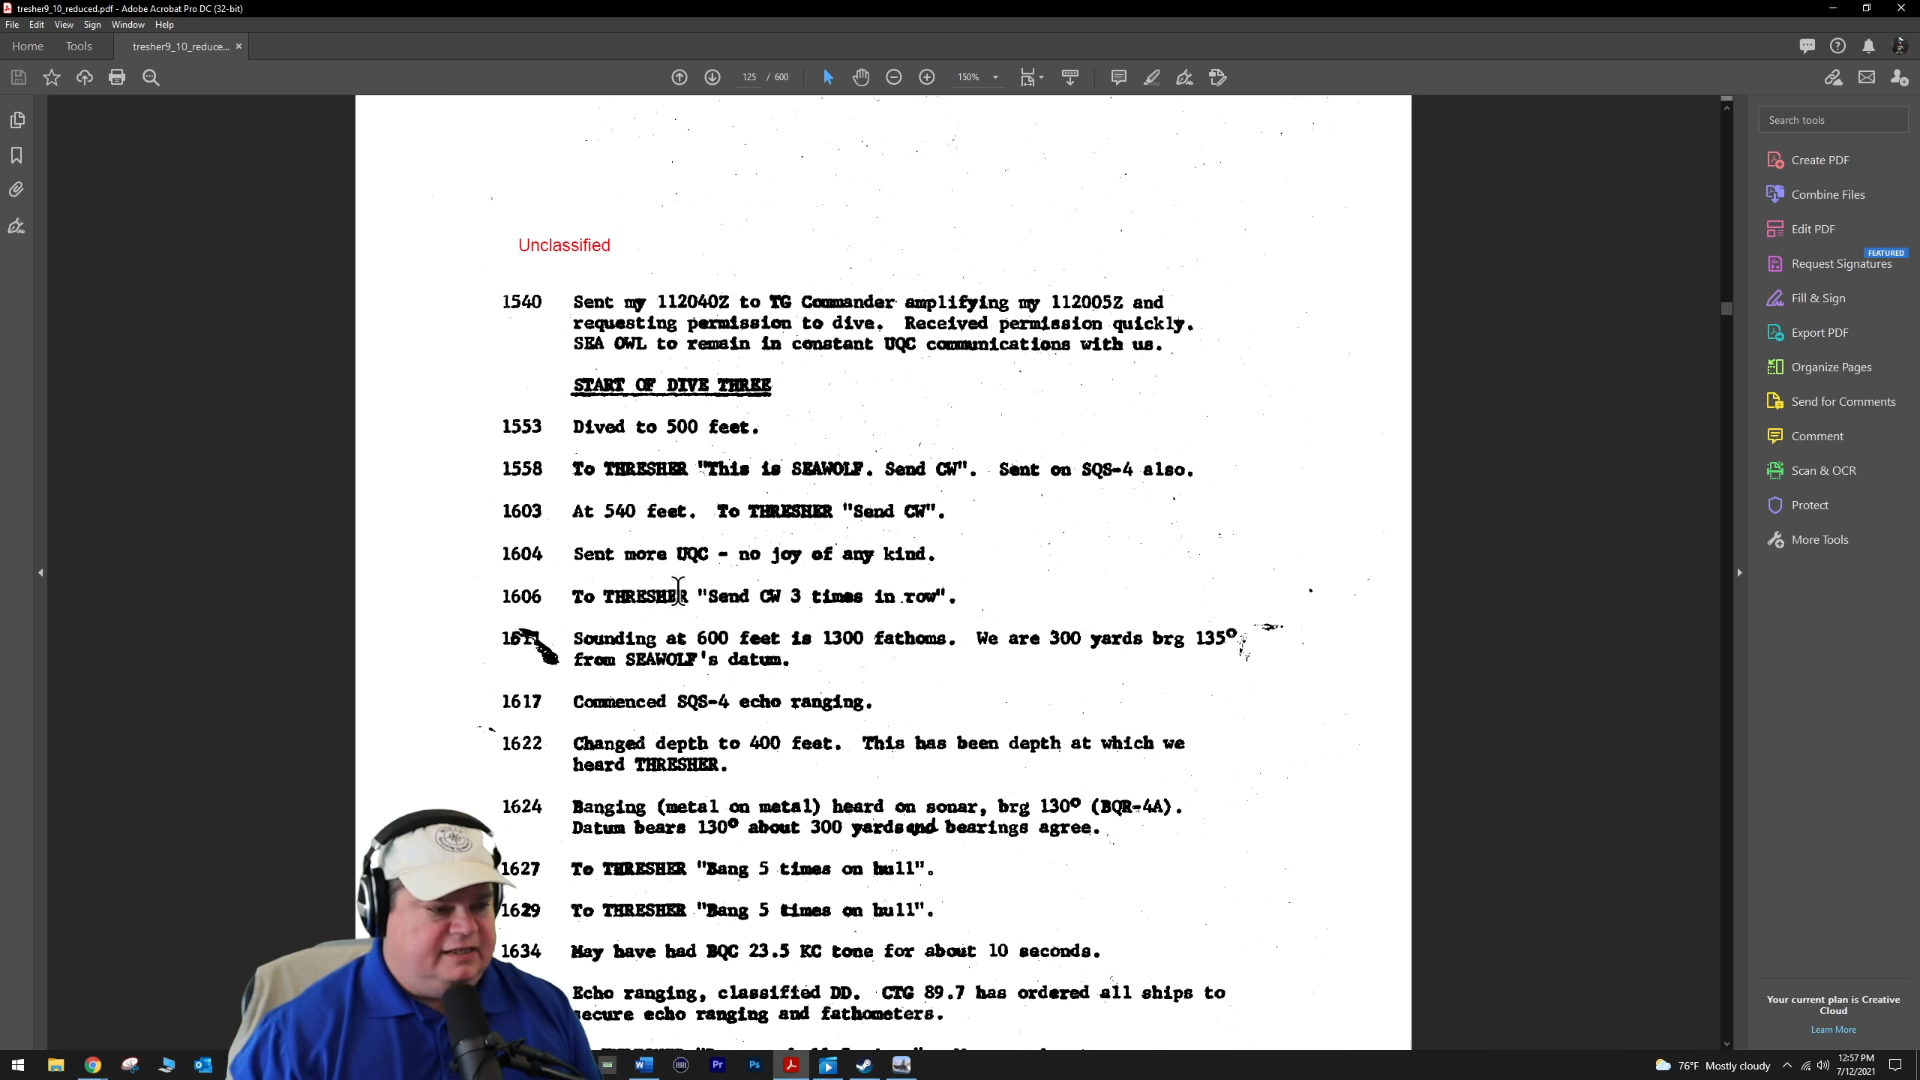 tresher9_10_reduced.pdf - Adobe Acrobat Pro DC (32-bit)
File Edit View Sign Window Help
Home Tools tresher9_10_reduce... ×
125 / 600 150%
Search tools
Create PDF
Combine Files
Edit PDF
FEATURED
Request Signatures
Fill & Sign
Export PDF
Organize Pages
Send for Comments
Comment
Scan & OCR
Protect
More Tools
Your current plan is Creative
Cloud
Learn More
Unclassified
1540 Sent my 112040Z to TG Commander amplifying my 112005Z and
requesting permission to dive. Received permission quickly.
SEA OWL to remain in constant UQC communications with us.
START OF DIVE THREE
1553 Dived to 500 feet.
1558 To THRESHER "This is SEAWOLF. Send CW". Sent on SQS-4 also.
1603 At 540 feet. To THRESHER "Send CW".
1604 Sent more UQC - no joy of any kind.
1606 To THRESHER "Send CW 3 times in row".
Sounding at 600 feet is 1300 fathoms. We are 300 yards brg 135°
from SEAWOLF's datum.
1617 Commenced SQS-4 echo ranging.
1622 Changed depth to 400 feet. This has been depth at which we
heard THRESHER.
1624 Banging (metal on metal) heard on sonar, brg 130° (BQR-4A).
Datum bears 130° about 300 yards and bearings agree.
1627 To THRESHER "Bang 5 times on hull".
1629 To THRESHER "Bang 5 times on hull".
1634 May have had BQC 23.5 KC tone for about 10 seconds.
Echo ranging, classified DD. CTG 89.7 has ordered all ships to
secure echo ranging and fathometers.
76°F Mostly cloudy
12:57 PM
7/12/2021